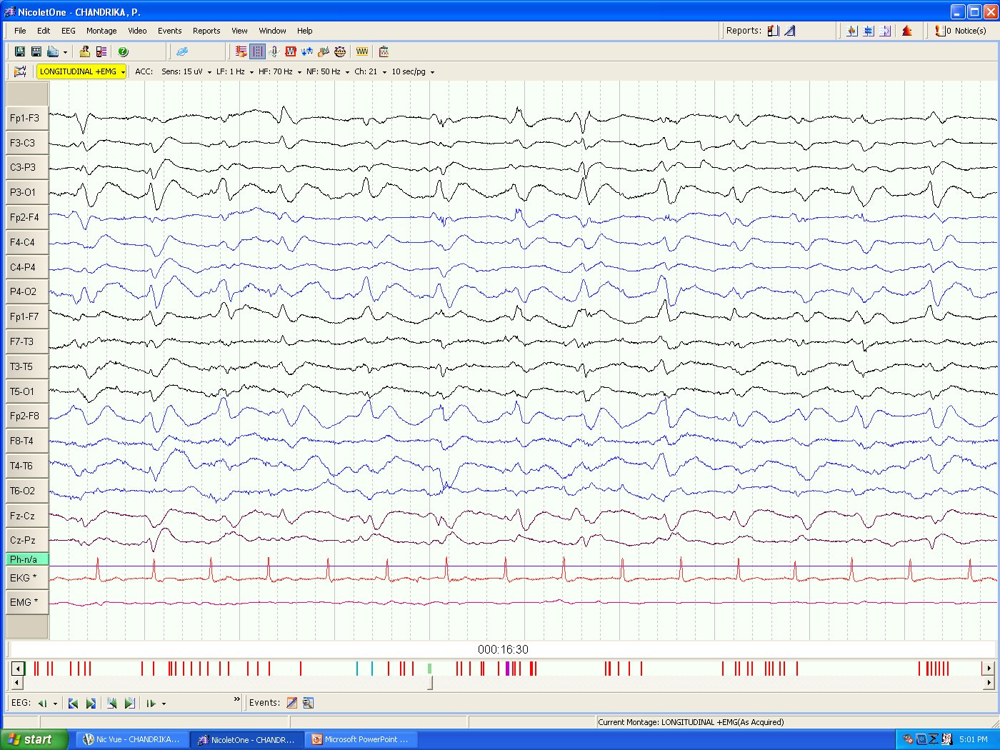 NicoletOne - CHANDRIKA, P.
File Edit EEG Montage Video Events Reports View Window Help Reports: 0 Notice(s)
LONGITUDINAL +EMG ACC: Sens: 15 uV LF: 1 Hz HF: 70 Hz NF: 50 Hz Ch: 21 10 sec/pg
Fp1-F3
F3-C3
C3-P3
P3-O1
Fp2-F4
F4-C4
C4-P4
P4-O2
Fp1-F7
F7-T3
T3-T5
T5-O1
Fp2-F8
F8-T4
T4-T6
T6-O2
Fz-Cz
Cz-Pz
Ph-n/a
EKG *
EMG *
000:16:30
EEG: » Events:
Current Montage: LONGITUDINAL +EMG(As Acquired)
start Nic Vue - CHANDRIKA... NicoletOne - CHANDR... Microsoft PowerPoint ... 5:01 PM